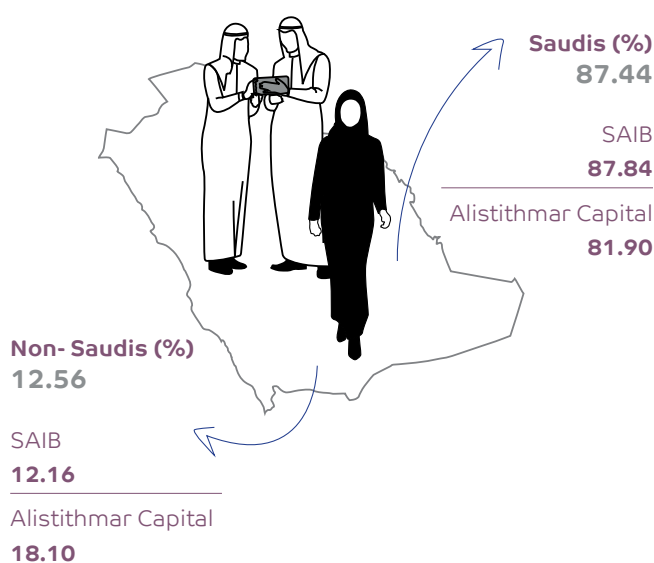 Saudis (%)
87.44
SAIB
87.84
Alistithmar Capital
81.90
Non- Saudis (%)
12.56
SAIB
12.16
Alistithmar Capital
18.10